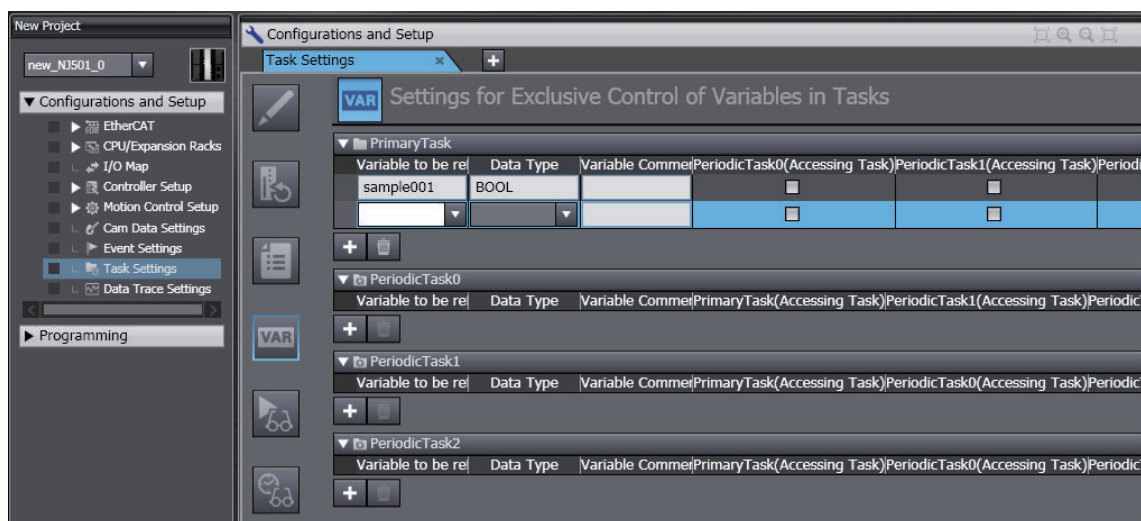 New Project
new_NJ501_0
Configurations and Setup
EtherCAT
CPU/Expansion Racks
I/O Map
Controller Setup
Motion Control Setup
Cam Data Settings
Event Settings
Task Settings
Data Trace Settings
Programming
Configurations and Setup
Task Settings × +
VAR Settings for Exclusive Control of Variables in Tasks
PrimaryTask
Variable to be re Data Type Variable Comme PeriodicTask0(Accessing Task) PeriodicTask1(Accessing Task) Periodi
sample001 BOOL
+
PeriodicTask0
Variable to be re Data Type Variable Comme PrimaryTask(Accessing Task) PeriodicTask1(Accessing Task) Periodic
+
VAR
PeriodicTask1
Variable to be re Data Type Variable Comme PrimaryTask(Accessing Task) PeriodicTask0(Accessing Task) Periodic
+
PeriodicTask2
Variable to be re Data Type Variable Comme PrimaryTask(Accessing Task) PeriodicTask0(Accessing Task) Periodic
+